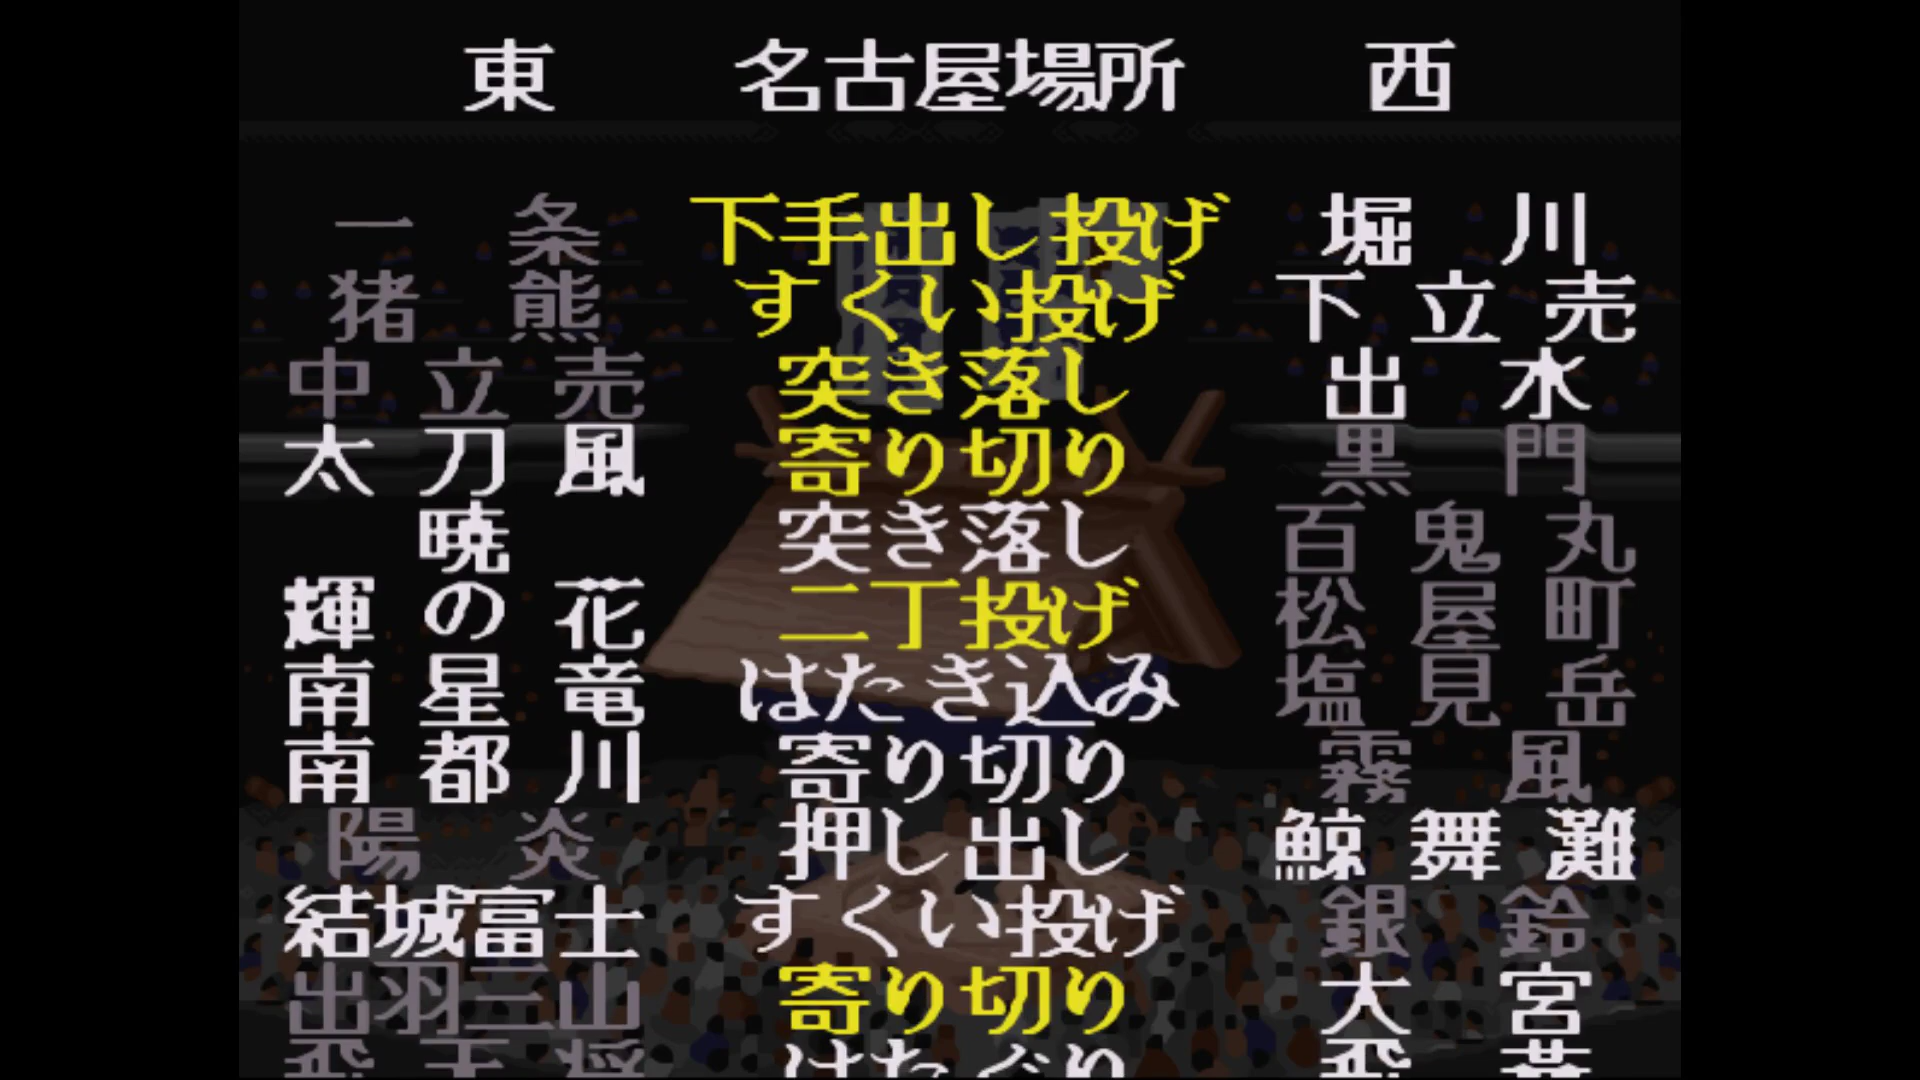 東 名古屋場所 西
一条 下手出し投げ 堀川
猪熊 すくい投げ 下立売
中立売 突き落し 出水
太刀風 寄り切り 黒門
暁 突き落し 百鬼丸
輝の花 二丁投げ 松屋町
南星竜 はたき込み 塩見岳
南都川 寄り切り 霧風
陽炎 押し出し 鯨舞灘
結城富士 すくい投げ 銀鈴
出羽三山 寄り切り 大宮